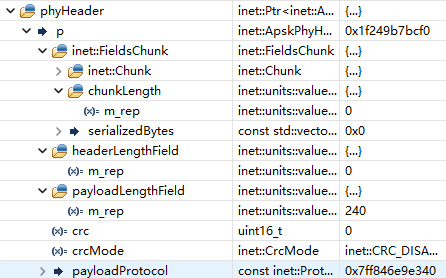 phyHeader inet::Ptr<inet::A... {...}
p inet::ApskPhyH... 0x1f249b7bcf0
inet::FieldsChunk inet::FieldsChunk {...}
inet::Chunk inet::Chunk {...}
chunkLength inet::units::value... {...}
(x)= m_rep inet::units::value... 0
serializedBytes const std::vecto... 0x0
headerLengthField inet::units::value... {...}
(x)= m_rep inet::units::value... 0
payloadLengthField inet::units::value... {...}
(x)= m_rep inet::units::value... 240
(x)= crc uint16_t 0
(x)= crcMode inet::CrcMode inet::CRC_DISA...
payloadProtocol const inet::Prot... 0x7ff846e9e340